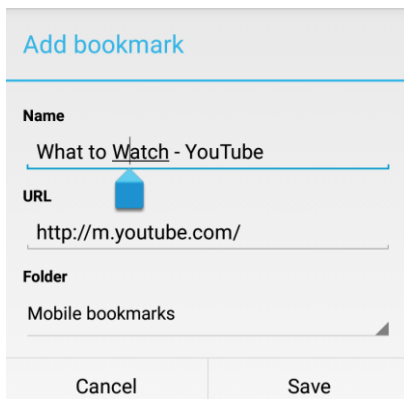 Add bookmark
Name
What to Watch - YouTube
URL
http://m.youtube.com/
Folder
Mobile bookmarks
Cancel Save